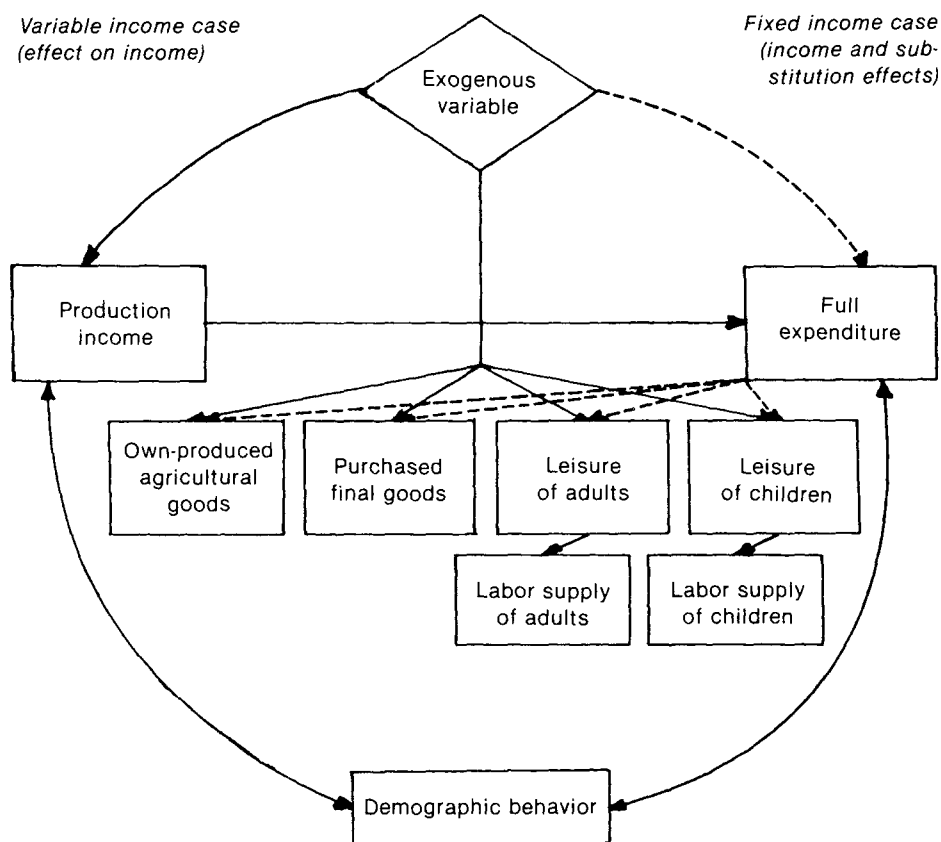 Variable income case
(effect on income)
Fixed income case
(income and sub-
stitution effects)
Exogenous
variable
Production
income
Full
expenditure
Own-produced
agricultural
goods
Purchased
final goods
Leisure
of adults
Leisure
of children
Labor supply
of adults
Labor supply
of children
Demographic behavior